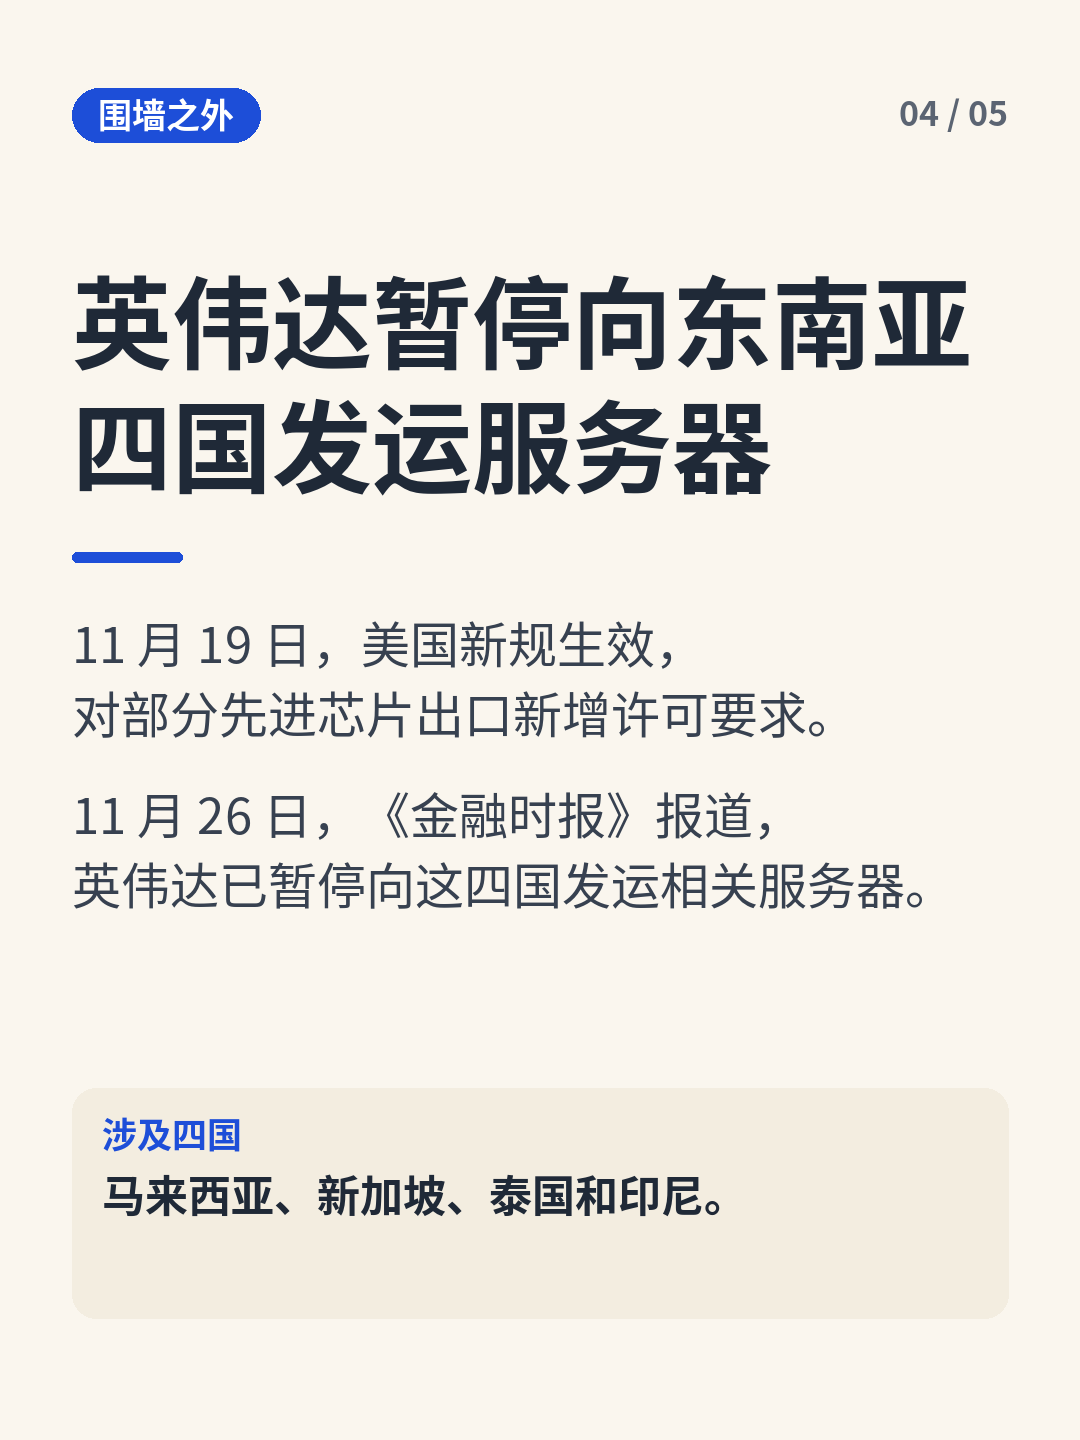 围墙之外
04 / 05
英伟达暂停向东南亚
四国发运服务器
11 月 19 日，美国新规生效，
对部分先进芯片出口新增许可要求。
11 月 26 日，《金融时报》报道，
英伟达已暂停向这四国发运相关服务器。
涉及四国
马来西亚、新加坡、泰国和印尼。